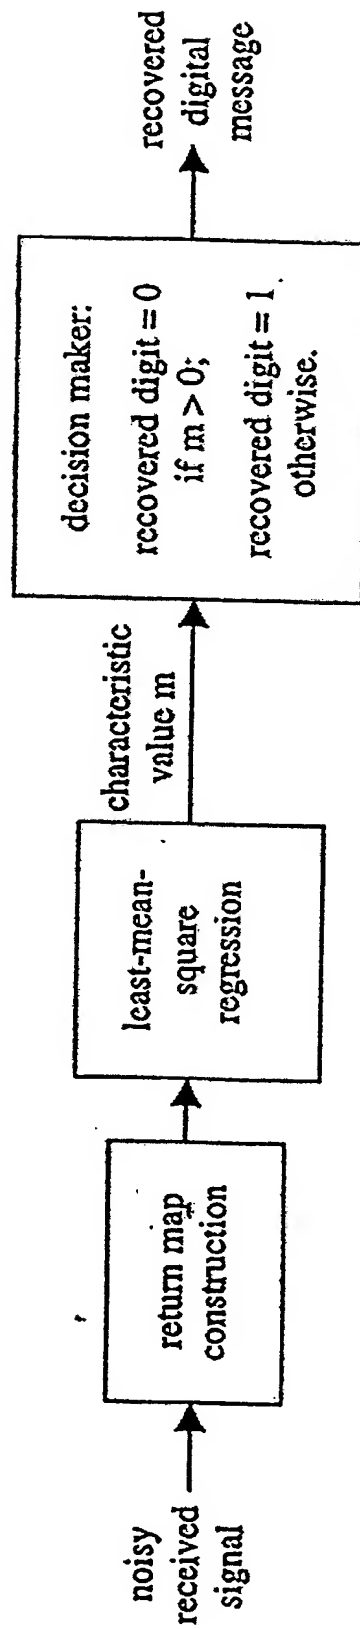 noisy
received
signal
return map
construction
least-mean-
square
regression
characteristic
value m
decision maker:
recovered digit = 0
if m > 0;
recovered digit = 1
otherwise.
recovered
digital
message